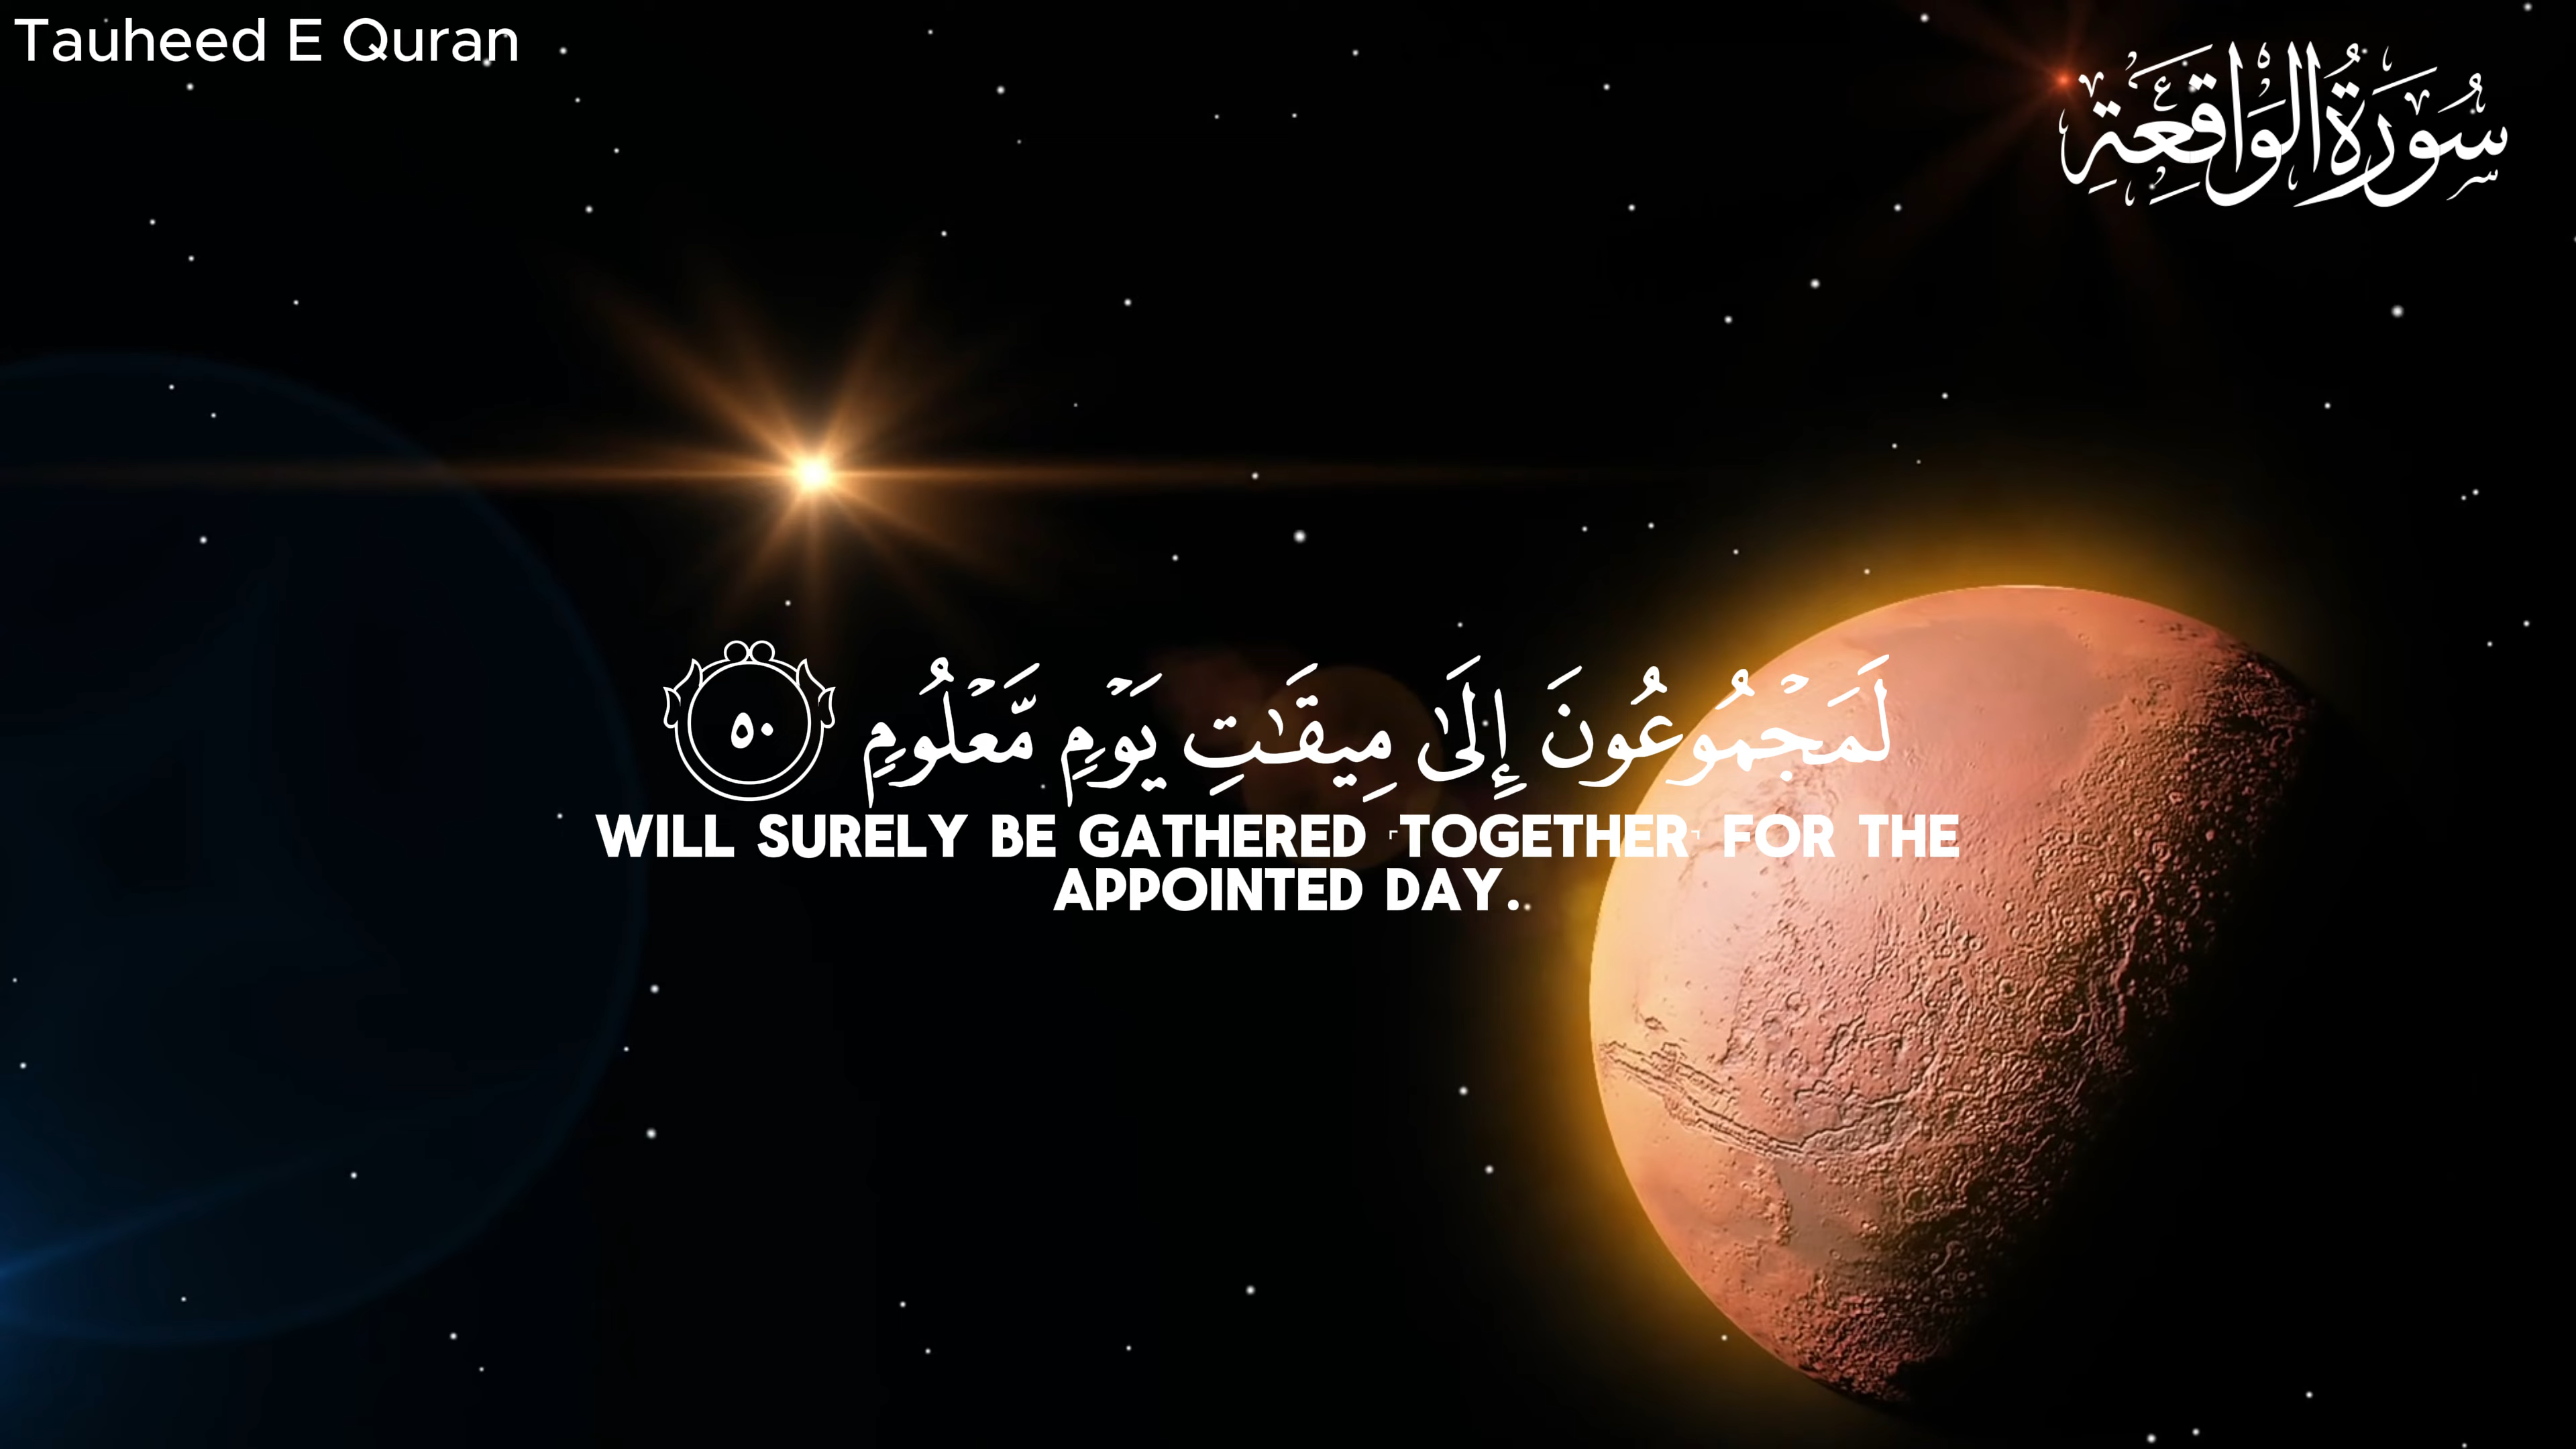 Tauheed E Quran
سُورَةُ الوَاقِعَةِ
لَمَجْمُوعُونَ إِلَىٰ مِيقَـٰتِ يَوْمٍ مَّعْلُومٍ ٥٠
WILL SURELY BE GATHERED ⸢TOGETHER⸣ FOR THE
APPOINTED DAY.